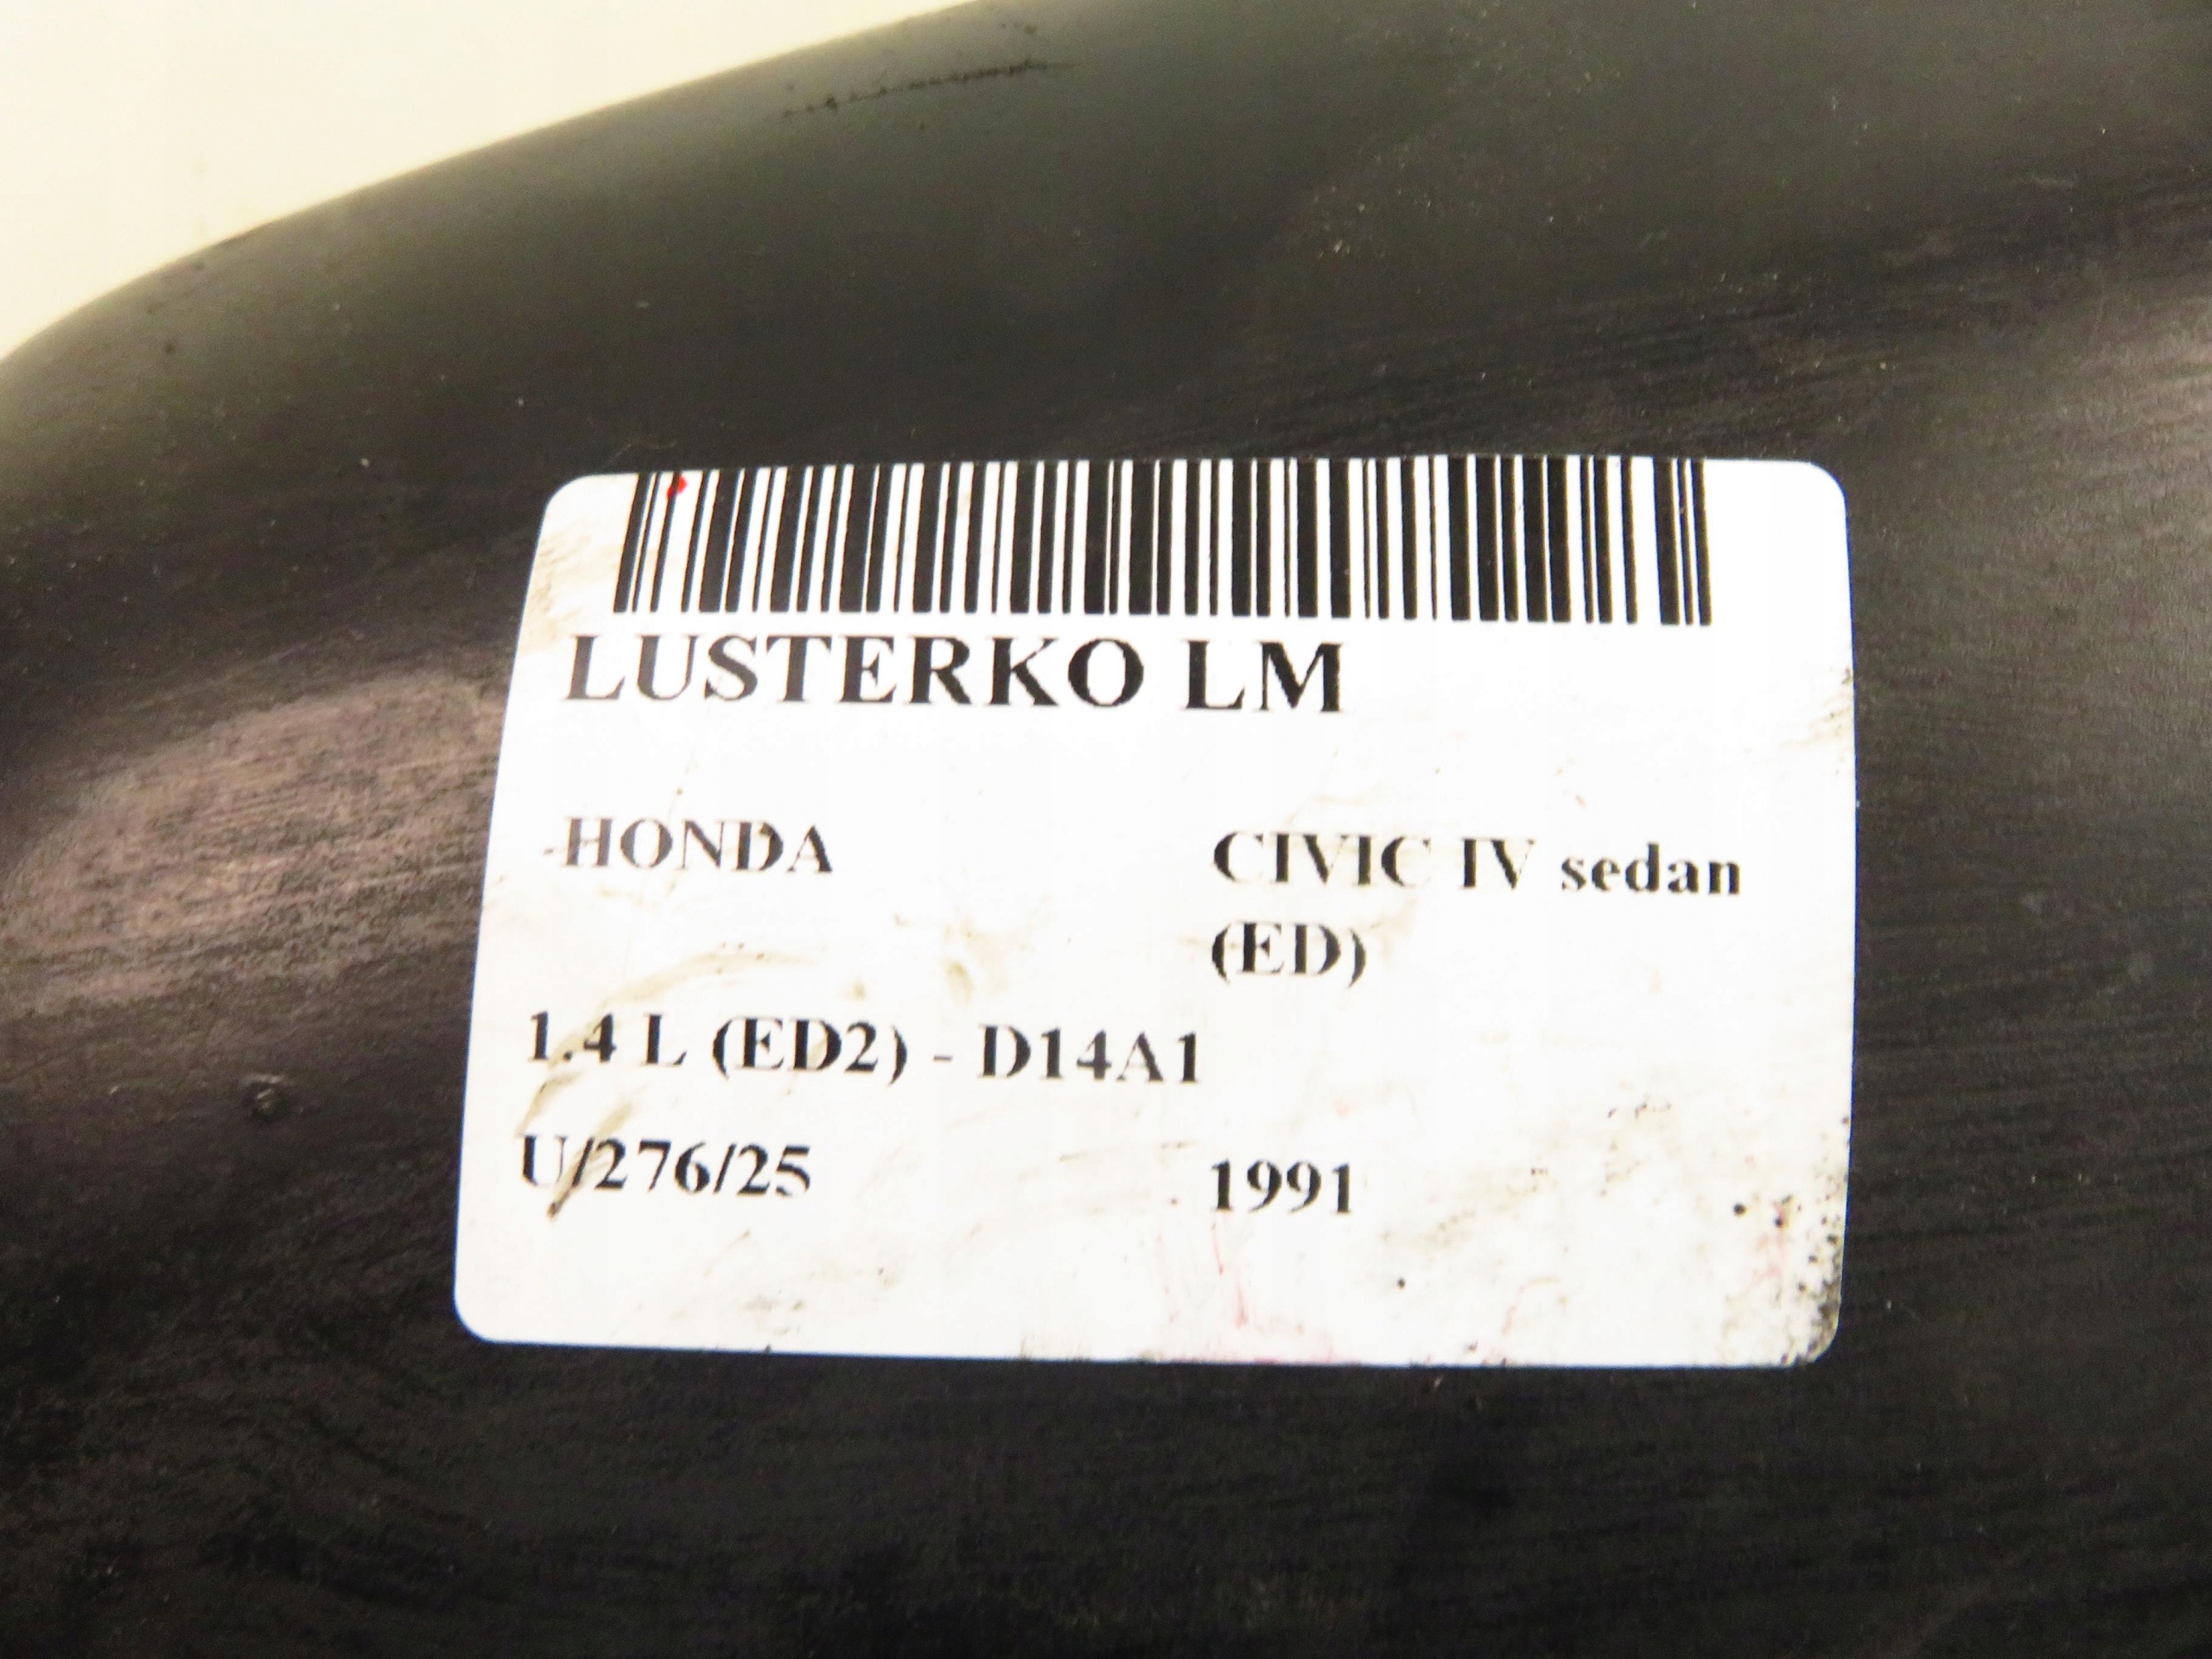 LUSTERKO LM
HONDA CIVIC IV sedan
(ED)
1.4 L (ED2) - D14A1
U/276/25 1991